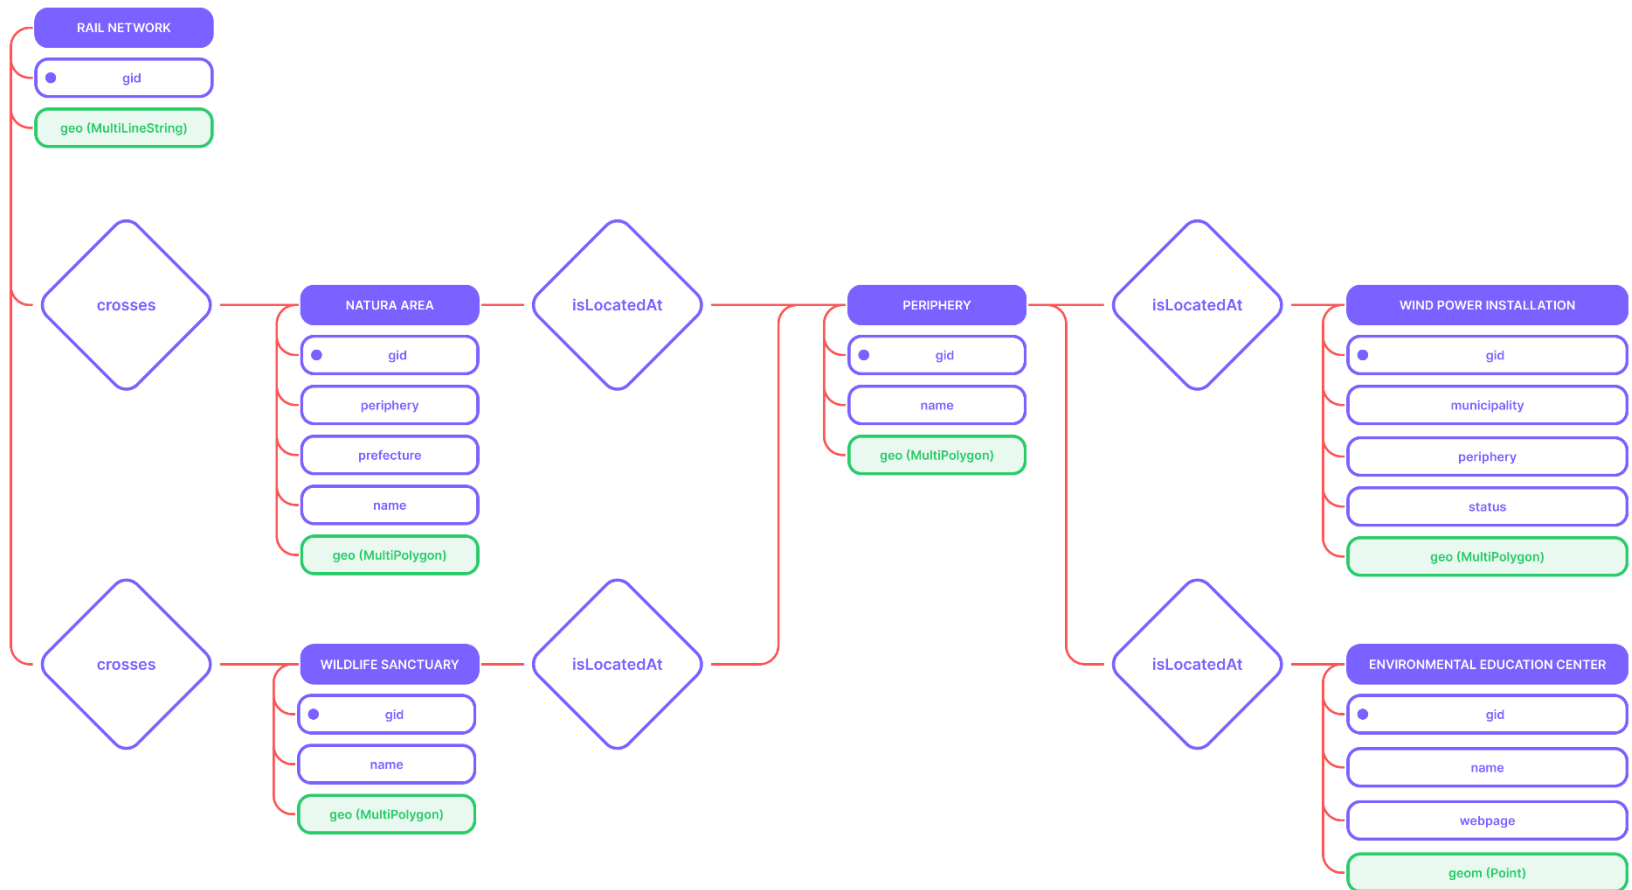 RAIL NETWORK
gid
geo (MultiLineString)
crosses
NATURA AREA
gid
periphery
prefecture
name
geo (MultiPolygon)
isLocatedAt
PERIPHERY
gid
name
geo (MultiPolygon)
isLocatedAt
WIND POWER INSTALLATION
gid
municipality
periphery
status
geo (MultiPolygon)
crosses
WILDLIFE SANCTUARY
gid
name
geo (MultiPolygon)
isLocatedAt
isLocatedAt
ENVIRONMENTAL EDUCATION CENTER
gid
name
webpage
geom (Point)